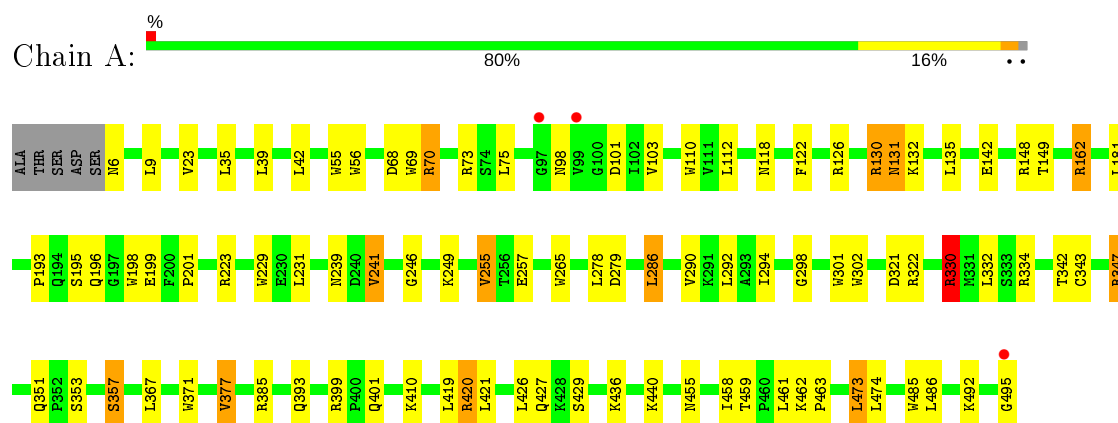 %
Chain A:
80% 16% • •
ALA THR SER ASP SER N6 L9 V23 L35 L39 L42 W55 W56 D68 W69 R70 R73 S74 L75 G97 N98 V99 G100 D101 I102 V103 W110 V111 L112 N118 F122 R126 R130 N131 K132 L135 E142 R148 T149 R162 L181
P193 Q194 S195 Q196 G197 W198 E199 F200 P201 R223 W229 E230 L231 N239 D240 V241 G246 K249 V255 T256 E257 W265 L278 D279 L286 V290 K291 L292 A293 I294 G298 W301 W302 D321 R322 R330 M331 L332 S333 R334 T342 C343 R347
Q351 P352 S353 S357 L367 W371 V377 R385 Q393 R399 P400 Q401 K410 L419 R420 L421 L426 Q427 K428 S429 K436 K440 N455 I458 T459 P460 L461 K462 P463 L473 L474 W485 L486 K492 G495